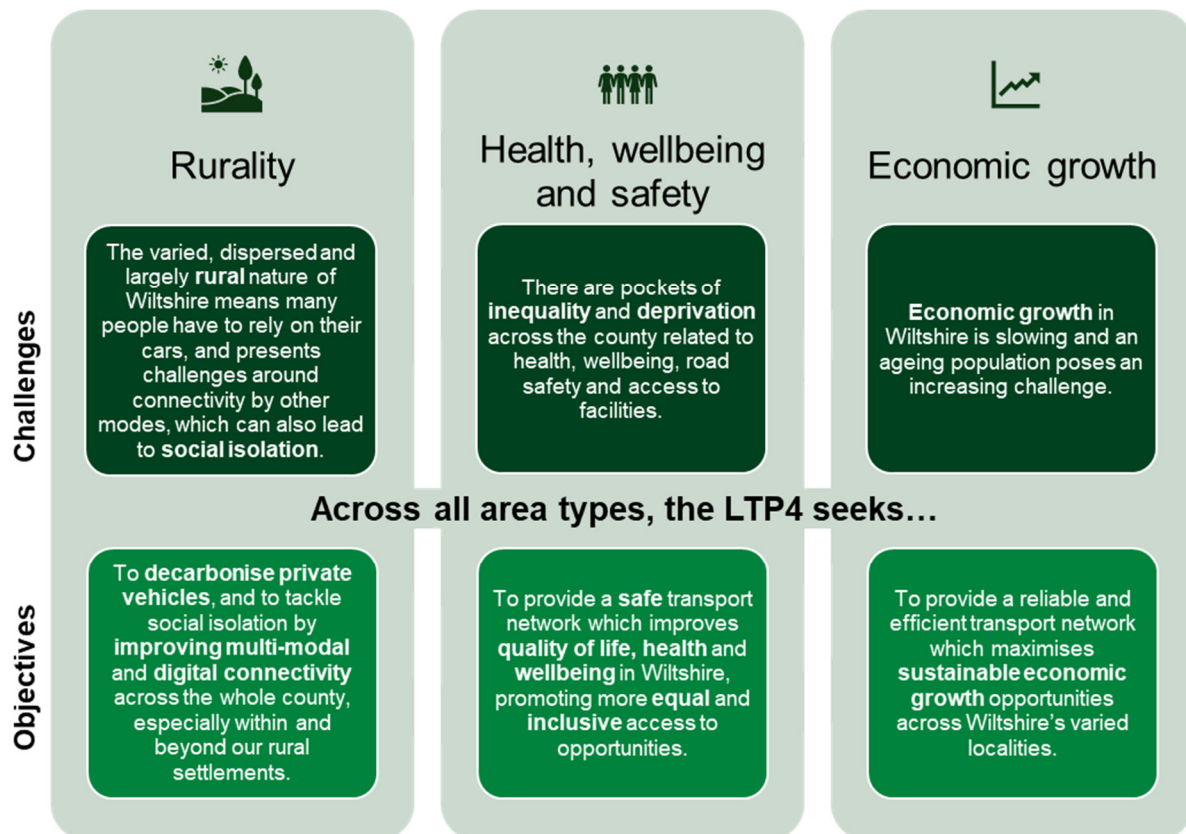 Rurality
Health, wellbeing
and safety
Economic growth
Challenges
The varied, dispersed and
largely rural nature of
Wiltshire means many
people have to rely on their
cars, and presents
challenges around
connectivity by other
modes, which can also lead
to social isolation.
There are pockets of
inequality and deprivation
across the county related to
health, wellbeing, road
safety and access to
facilities.
Economic growth in
Wiltshire is slowing and an
ageing population poses an
increasing challenge.
Across all area types, the LTP4 seeks…
Objectives
To decarbonise private
vehicles, and to tackle
social isolation by
improving multi-modal
and digital connectivity
across the whole county,
especially within and
beyond our rural
settlements.
To provide a safe transport
network which improves
quality of life, health and
wellbeing in Wiltshire,
promoting more equal and
inclusive access to
opportunities.
To provide a reliable and
efficient transport network
which maximises
sustainable economic
growth opportunities
across Wiltshire’s varied
localities.